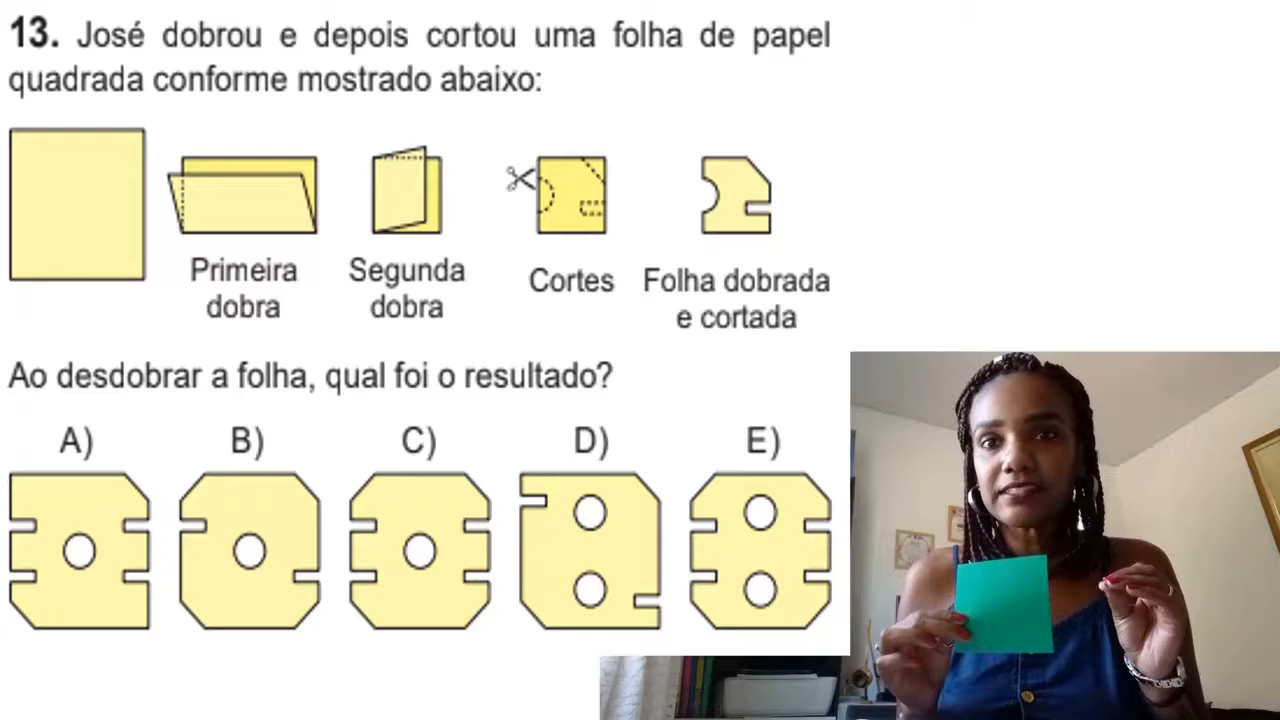 13. José dobrou e depois cortou uma folha de papel
quadrada conforme mostrado abaixo:
Primeira
dobra
Segunda
dobra
Cortes
Folha dobrada
e cortada
Ao desdobrar a folha, qual foi o resultado?
A) B) C) D) E)